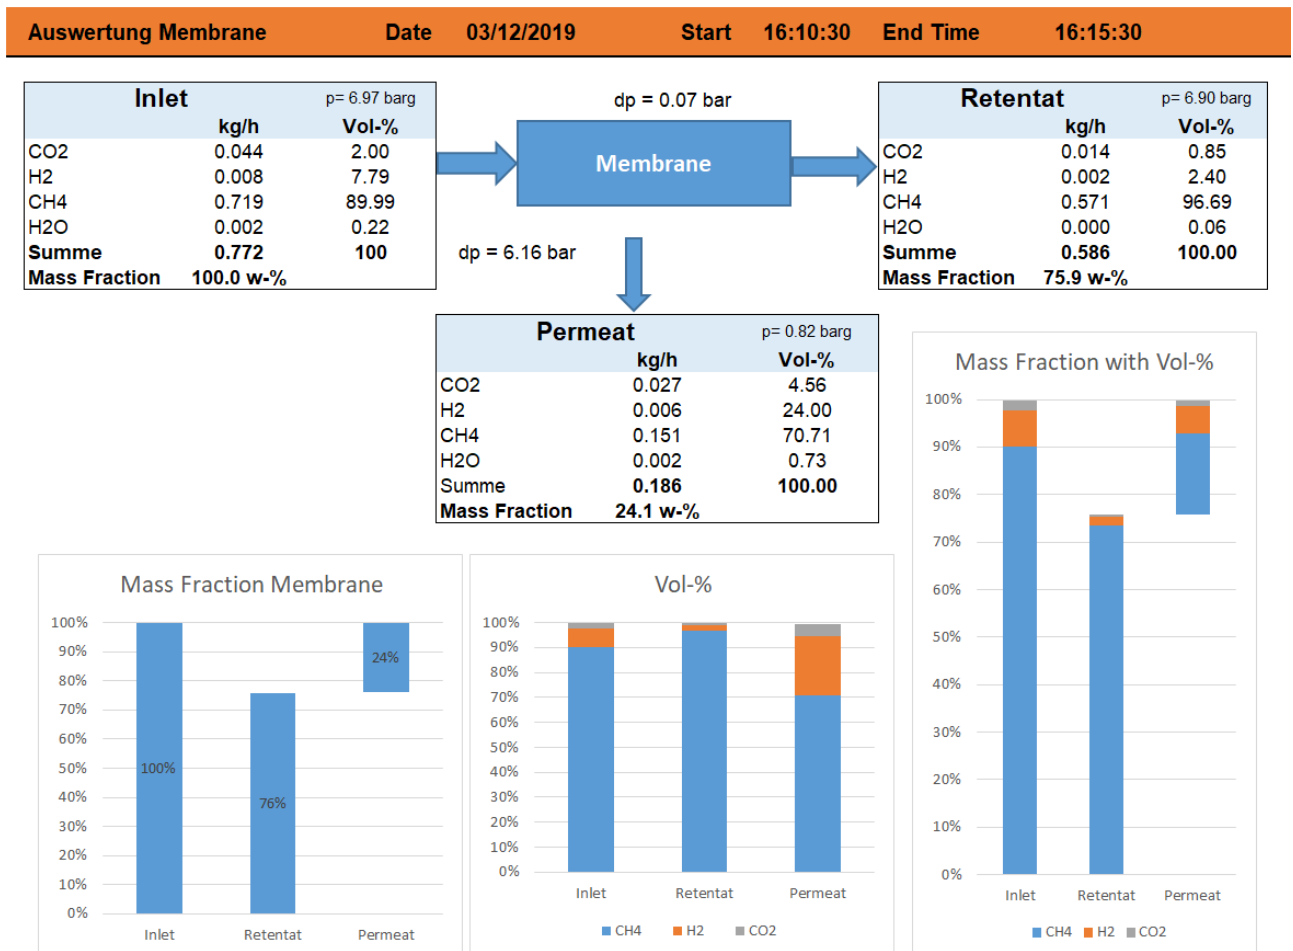 Auswertung Membrane Date 03/12/2019 Start 16:10:30 End Time 16:15:30
Inlet p= 6.97 barg
kg/h Vol-%
CO2 0.044 2.00
H2 0.008 7.79
CH4 0.719 89.99
H2O 0.002 0.22
Summe 0.772 100
Mass Fraction 100.0 w-%
dp = 0.07 bar
Membrane
dp = 6.16 bar
Retentat p= 6.90 barg
kg/h Vol-%
CO2 0.014 0.85
H2 0.002 2.40
CH4 0.571 96.69
H2O 0.000 0.06
Summe 0.586 100.00
Mass Fraction 75.9 w-%
Permeat p= 0.82 barg
kg/h Vol-%
CO2 0.027 4.56
H2 0.006 24.00
CH4 0.151 70.71
H2O 0.002 0.73
Summe 0.186 100.00
Mass Fraction 24.1 w-%
Mass Fraction Membrane
100%
90%
80%
70%
60%
50%
40%
30%
20%
10%
0%
100%
76%
24%
Inlet Retentat Permeat
Vol-%
100%
90%
80%
70%
60%
50%
40%
30%
20%
10%
0%
Inlet Retentat Permeat
CH4 H2 CO2
Mass Fraction with Vol-%
100%
90%
80%
70%
60%
50%
40%
30%
20%
10%
0%
Inlet Retentat Permeat
CH4 H2 CO2